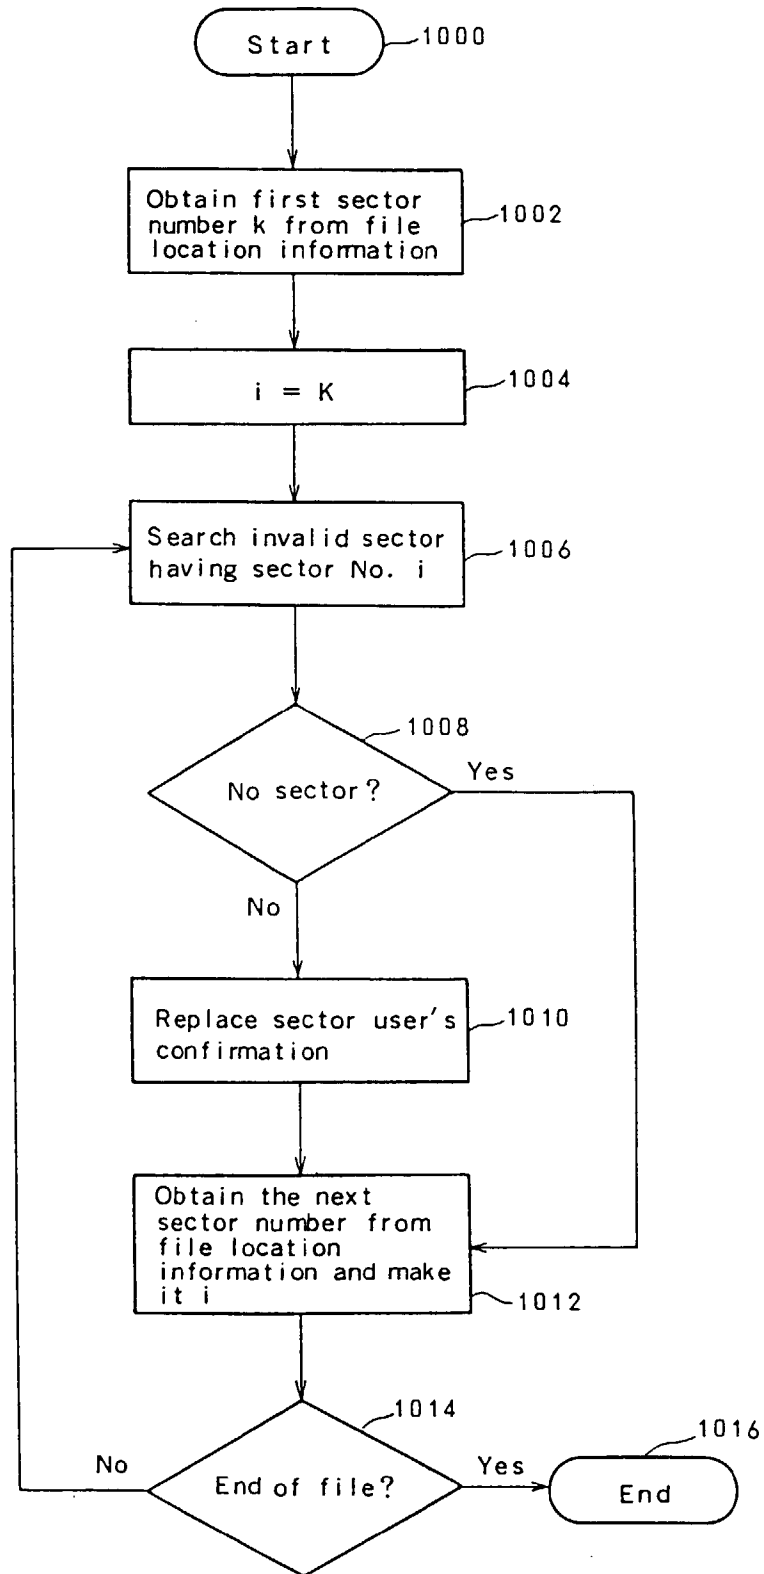 Start
1000
Obtain first sector
number k from file
location information
1002
i = K
1004
Search invalid sector
having sector No. i
1006
1008
No sector?
Yes
No
Replace sector user's
confirmation
1010
Obtain the next
sector number from
file location
information and make
it i
1012
1014
End of file?
No
Yes
1016
End